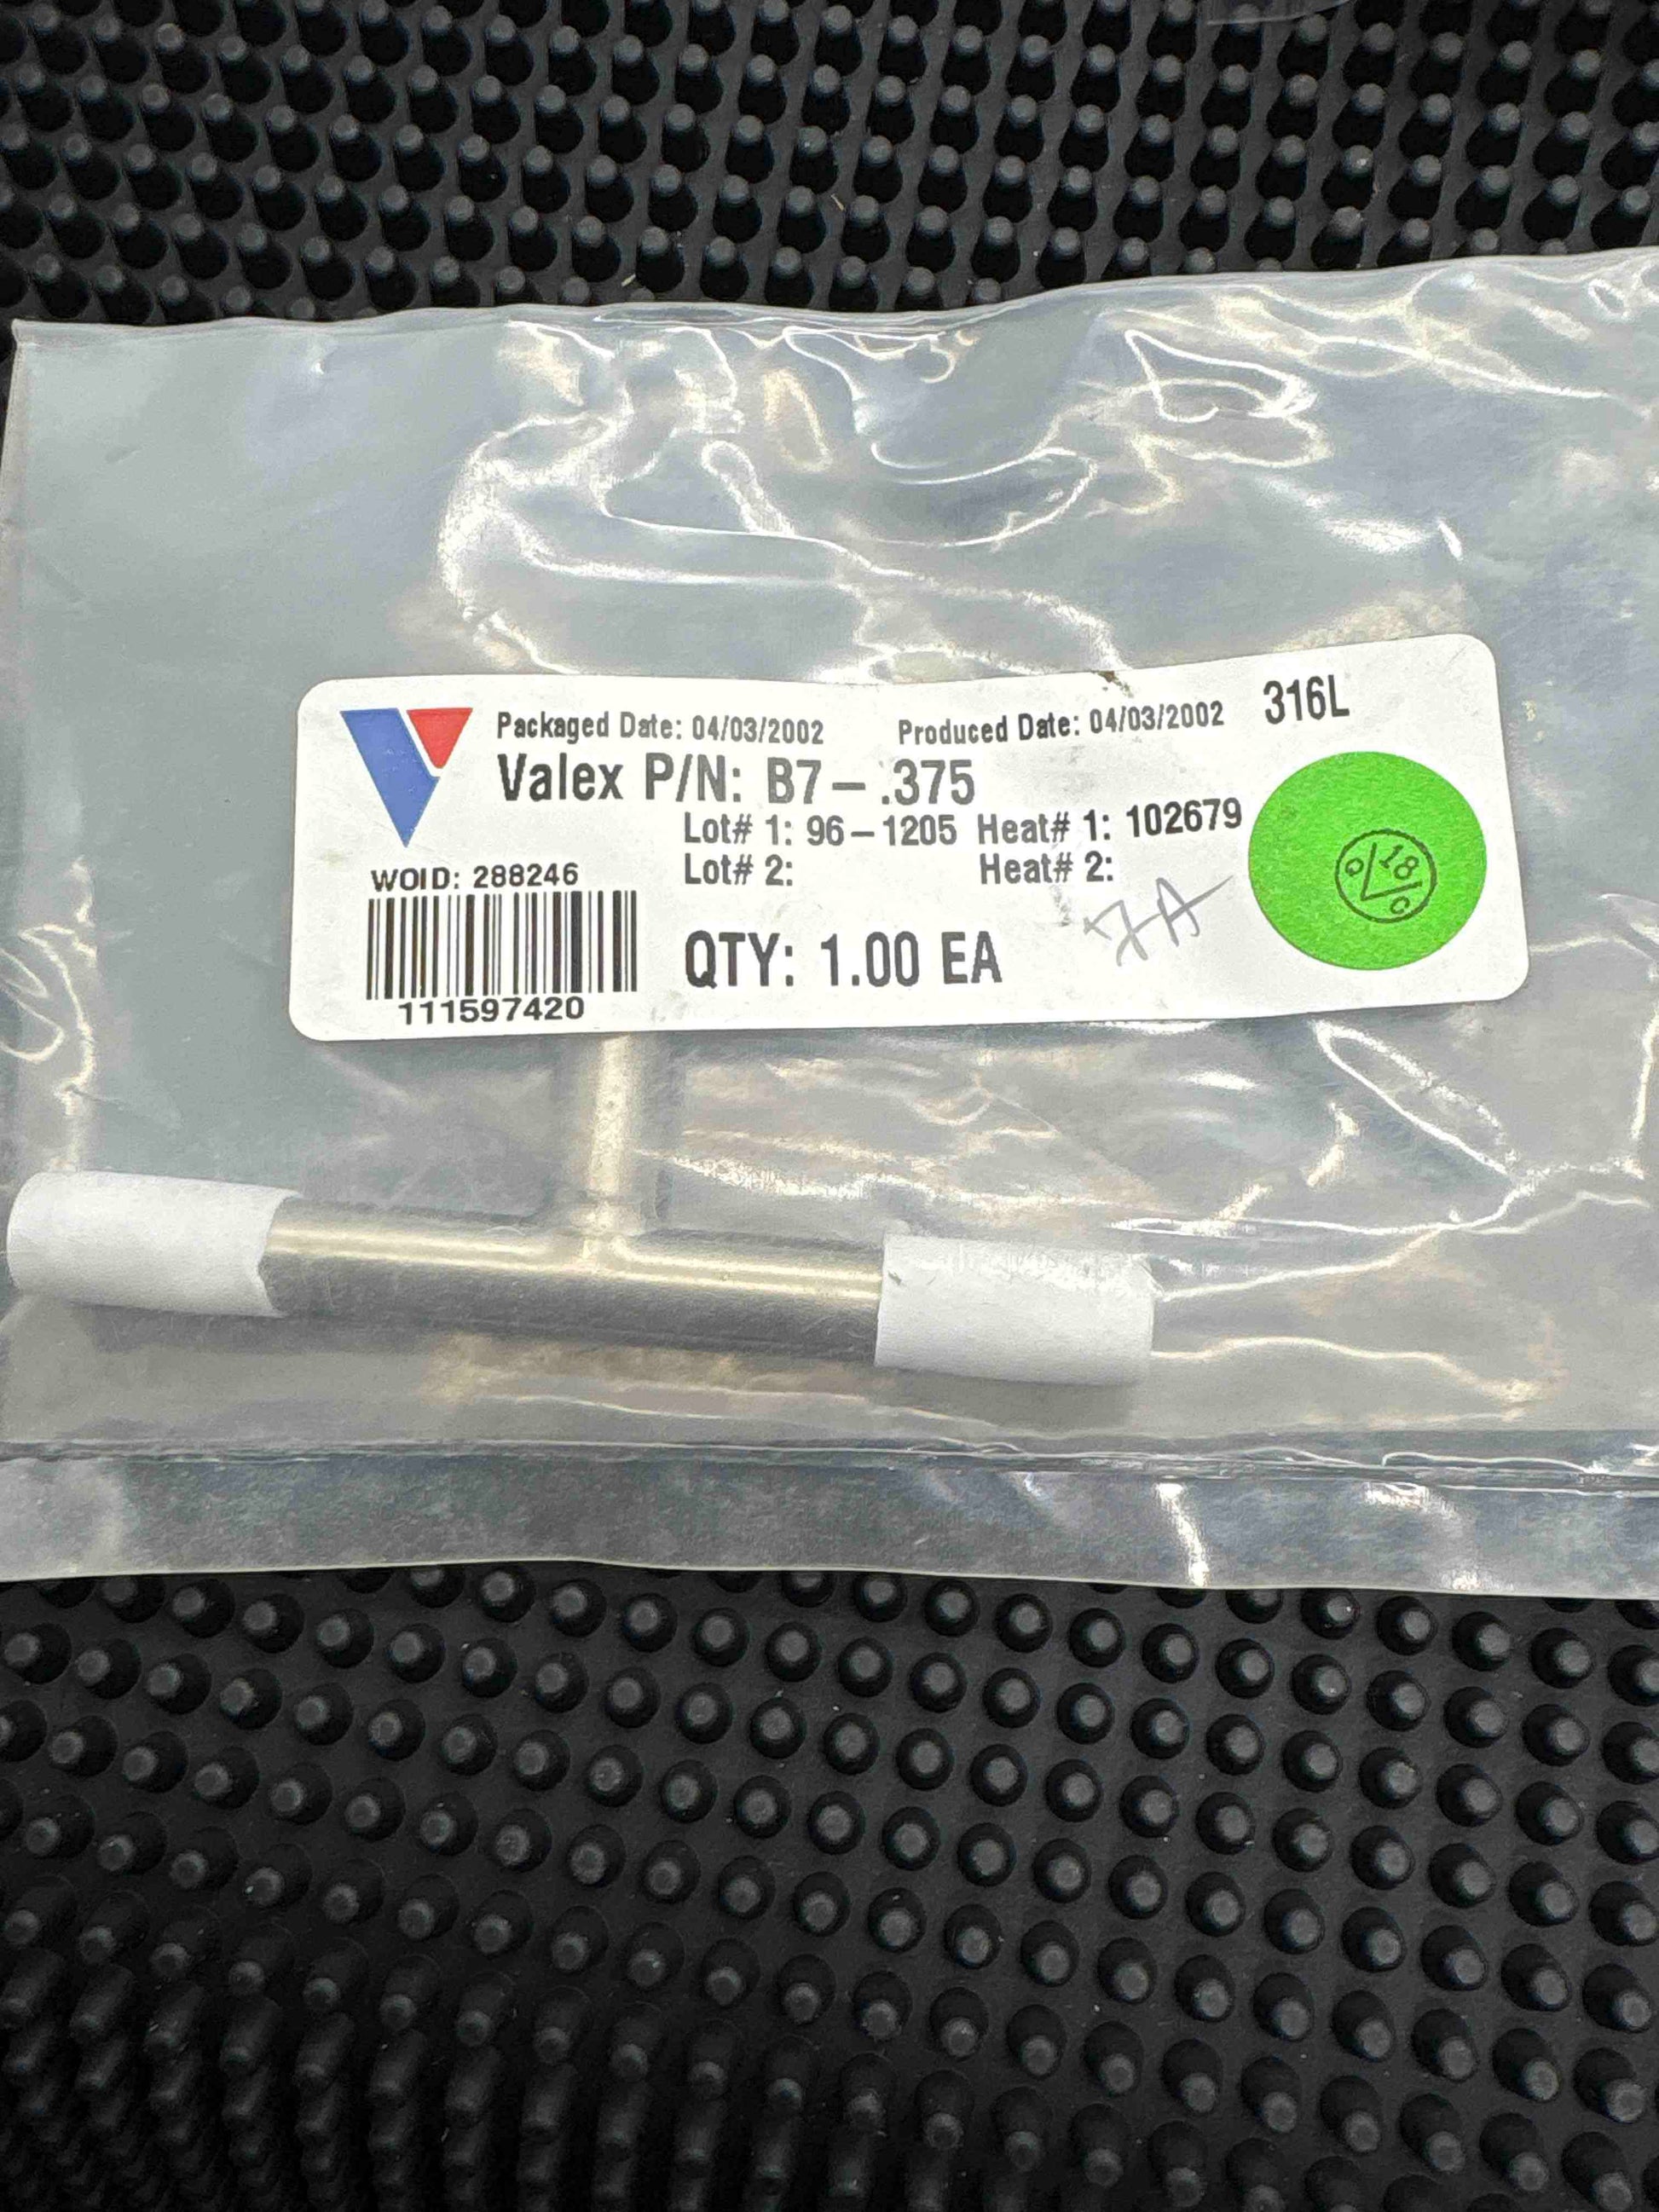 Packaged Date: 04/03/2002 Produced Date: 04/03/2002 316L
Valex P/N: B7-.375
Lot# 1: 96-1205 Heat# 1: 102679
Lot# 2: Heat# 2:
WOID: 288246
QTY: 1.00 EA
111597420
Q 18 C